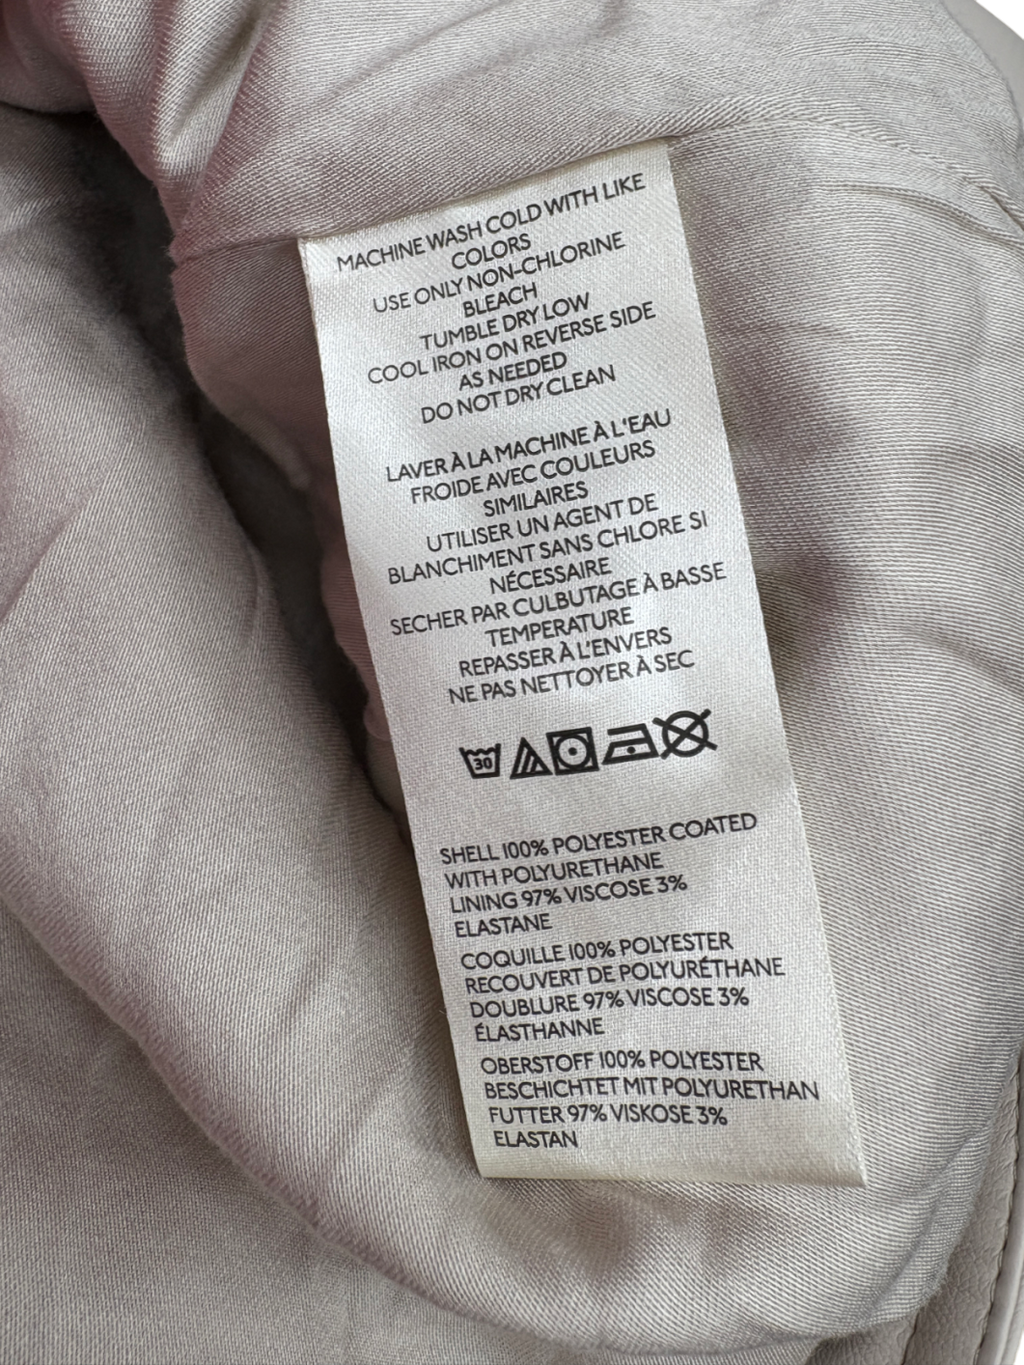 MACHINE WASH COLD WITH LIKE
COLORS
USE ONLY NON-CHLORINE
BLEACH
TUMBLE DRY LOW
COOL IRON ON REVERSE SIDE
AS NEEDED
DO NOT DRY CLEAN
LAVER À LA MACHINE À L'EAU
FROIDE AVEC COULEURS
SIMILAIRES
UTILISER UN AGENT DE
BLANCHIMENT SANS CHLORE SI
NÉCESSAIRE
SECHER PAR CULBUTAGE À BASSE
TEMPERATURE
REPASSER À L'ENVERS
NE PAS NETTOYER À SEC
30
SHELL 100% POLYESTER COATED
WITH POLYURETHANE
LINING 97% VISCOSE 3%
ELASTANE
COQUILLE 100% POLYESTER
RECOUVERT DE POLYURÉTHANE
DOUBLURE 97% VISCOSE 3%
ÉLASTHANNE
OBERSTOFF 100% POLYESTER
BESCHICHTET MIT POLYURETHAN
FUTTER 97% VISKOSE 3%
ELASTAN